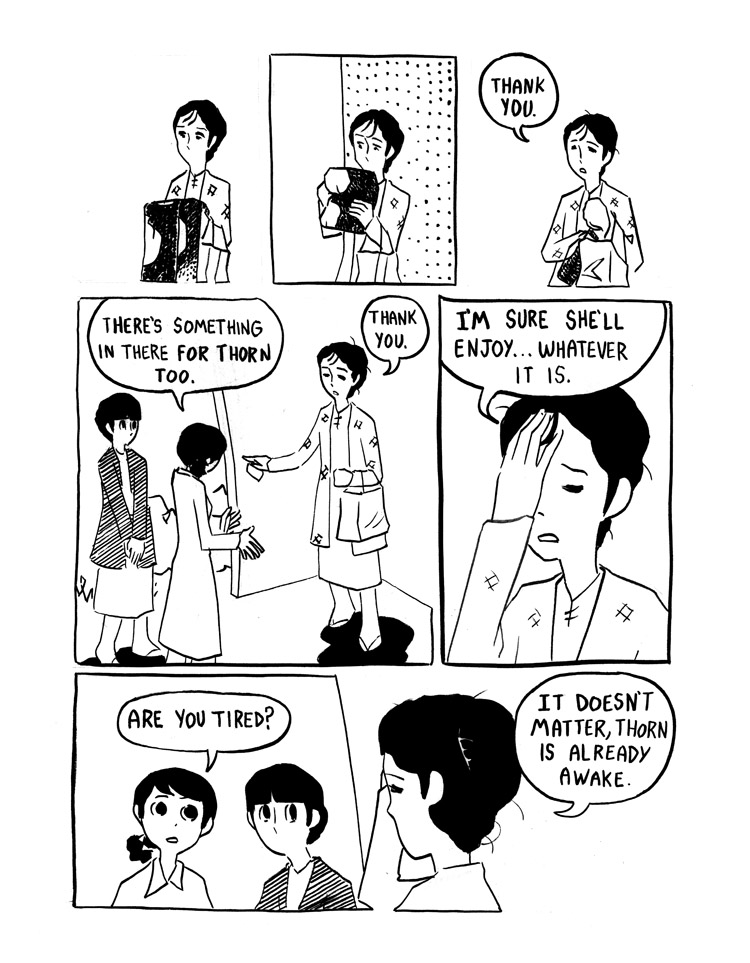 THANK
YOU.
THERE'S SOMETHING
IN THERE FOR THORN
TOO.
THANK
YOU.
I'M SURE SHE'LL
ENJOY... WHATEVER
IT IS.
ARE YOU TIRED?
IT DOESN'T
MATTER, THORN
IS ALREADY
AWAKE.